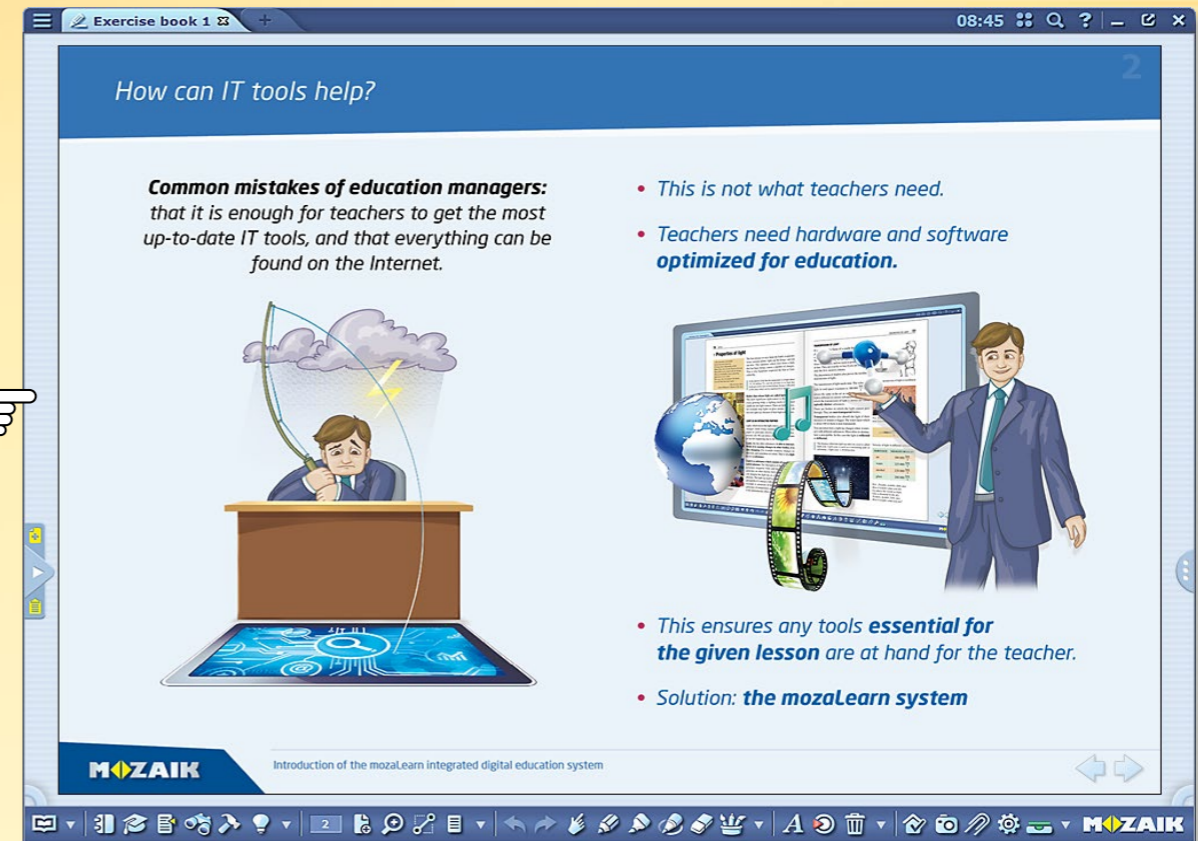 Exercise book 1
08:45
2
How can IT tools help?
Common mistakes of education managers:
that it is enough for teachers to get the most
up-to-date IT tools, and that everything can be
found on the Internet.
• This is not what teachers need.
• Teachers need hardware and software
optimized for education.
Properties of light
• This ensures any tools essential for
the given lesson are at hand for the teacher.
• Solution: the mozaLearn system
MOZAIK
Introduction of the mozaLearn integrated digital education system
2
A
MOZAIK